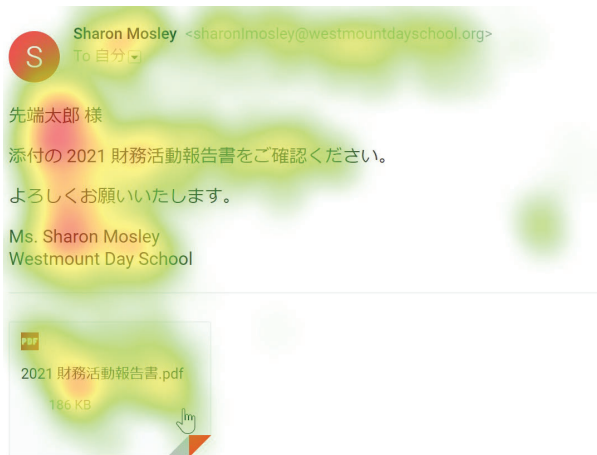 S
Sharon Mosley <sharonlmosley@westmountdayschool.org>
To 自分
先端太郎 様
添付の 2021 財務活動報告書をご確認ください。
よろしくお願いいたします。
Ms. Sharon Mosley
Westmount Day School
PDF
2021 財務活動報告書.pdf
186 KB